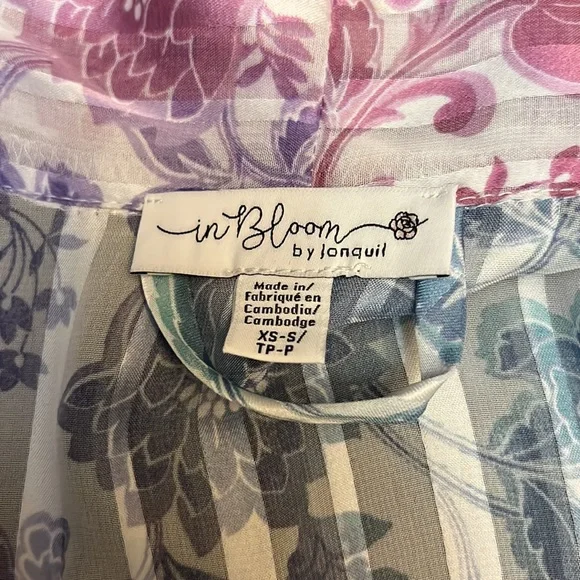 in Bloom
by Jonquil
Made in/
Fabriqué en
Cambodia/
Cambodge
XS-S/
TP-P